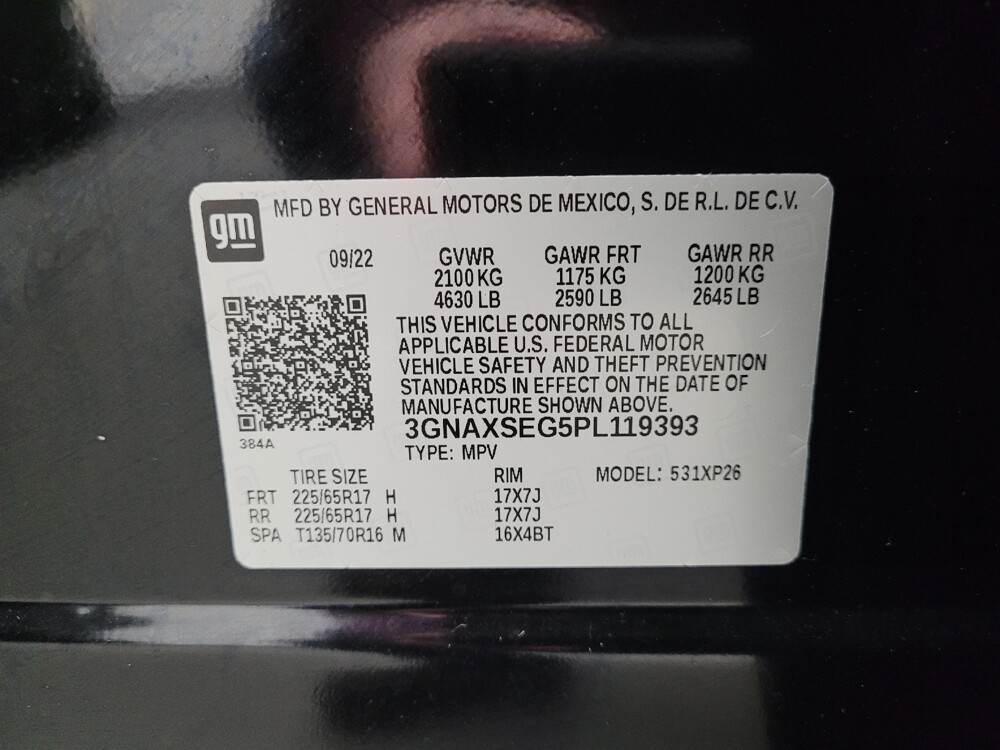 gm
MFD BY GENERAL MOTORS DE MEXICO, S. DE R.L. DE C.V.
09/22 GVWR GAWR FRT GAWR RR
2100 KG 1175 KG 1200 KG
4630 LB 2590 LB 2645 LB
THIS VEHICLE CONFORMS TO ALL
APPLICABLE U.S. FEDERAL MOTOR
VEHICLE SAFETY AND THEFT PREVENTION
STANDARDS IN EFFECT ON THE DATE OF
MANUFACTURE SHOWN ABOVE.
3GNAXSEG5PL119393
384A
TYPE: MPV
TIRE SIZE RIM MODEL: 531XP26
FRT 225/65R17 H 17X7J
RR 225/65R17 H 17X7J
SPA T135/70R16 M 16X4BT